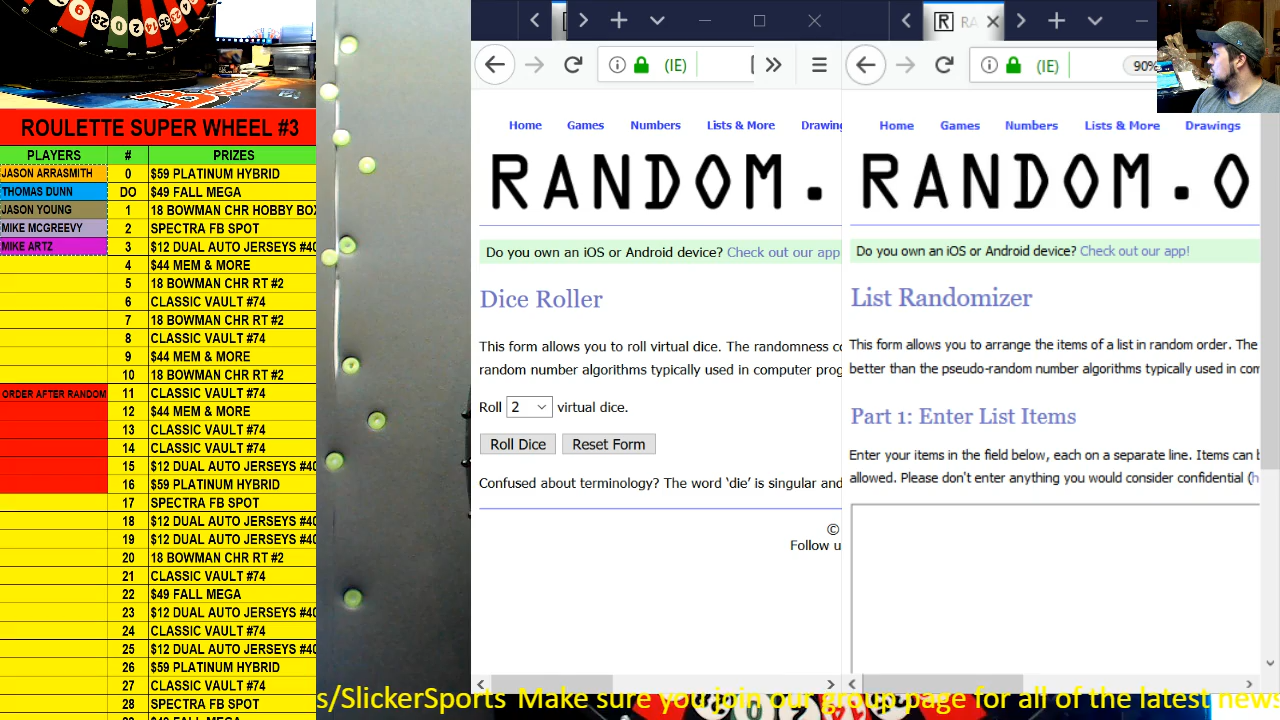 ROULETTE SUPER WHEEL #3
PLAYERS # PRIZES
JASON ARRASMITH 0 $59 PLATINUM HYBRID
THOMAS DUNN DO $49 FALL MEGA
JASON YOUNG 1 18 BOWMAN CHR HOBBY BOX
MIKE MCGREEVY 2 SPECTRA FB SPOT
MIKE ARTZ 3 $12 DUAL AUTO JERSEYS #40
4 $44 MEM & MORE
5 18 BOWMAN CHR RT #2
6 CLASSIC VAULT #74
7 18 BOWMAN CHR RT #2
8 CLASSIC VAULT #74
9 $44 MEM & MORE
10 18 BOWMAN CHR RT #2
ORDER AFTER RANDOM 11 CLASSIC VAULT #74
12 $44 MEM & MORE
13 CLASSIC VAULT #74
14 CLASSIC VAULT #74
15 $12 DUAL AUTO JERSEYS #40
16 $59 PLATINUM HYBRID
17 SPECTRA FB SPOT
18 $12 DUAL AUTO JERSEYS #40
19 $12 DUAL AUTO JERSEYS #40
20 18 BOWMAN CHR RT #2
21 CLASSIC VAULT #74
22 $49 FALL MEGA
23 $12 DUAL AUTO JERSEYS #40
24 CLASSIC VAULT #74
25 $12 DUAL AUTO JERSEYS #40
26 $59 PLATINUM HYBRID
27 CLASSIC VAULT #74
28 SPECTRA FB SPOT
(IE)
Home Games Numbers Lists & More Drawing
RANDOM.
Do you own an iOS or Android device? Check out our app
Dice Roller
This form allows you to roll virtual dice. The randomness co
random number algorithms typically used in computer prog
Roll 2 virtual dice.
Roll Dice Reset Form
Confused about terminology? The word ‘die’ is singular and
©
Follow u
R RA
(IE) 90%
Home Games Numbers Lists & More Drawings
RANDOM.O
Do you own an iOS or Android device? Check out our app!
List Randomizer
This form allows you to arrange the items of a list in random order. The
better than the pseudo-random number algorithms typically used in com
Part 1: Enter List Items
Enter your items in the field below, each on a separate line. Items can b
allowed. Please don't enter anything you would consider confidential (h
s/SlickerSports Make sure you join our group page for all of the latest news